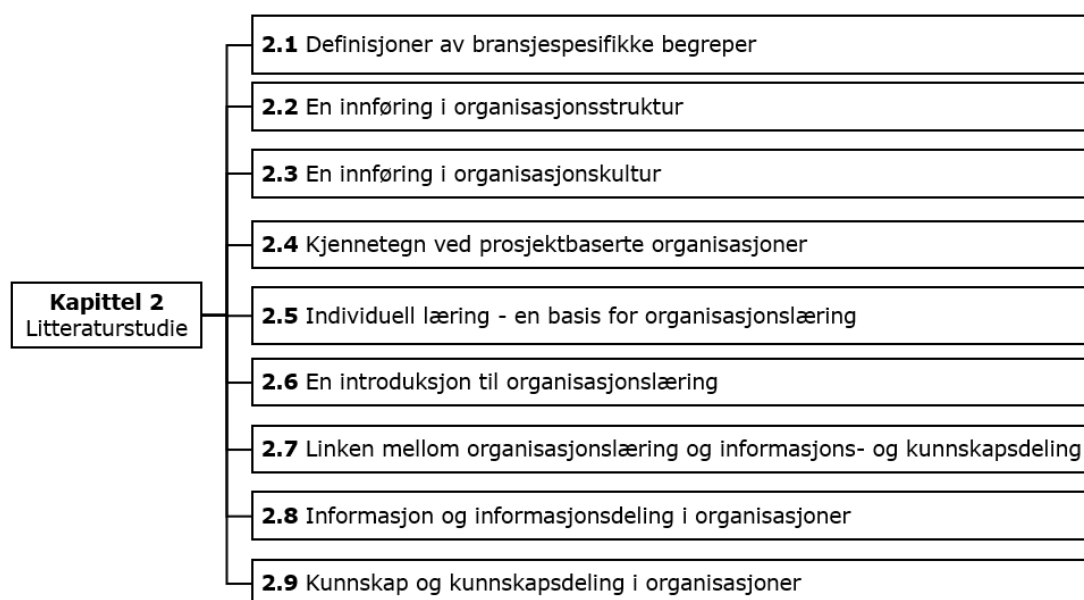 2.1 Definisjoner av bransjespesifikke begreper
2.2 En innføring i organisasjonsstruktur
2.3 En innføring i organisasjonskultur
2.4 Kjennetegn ved prosjektbaserte organisasjoner
Kapittel 2
Litteraturstudie
2.5 Individuell læring - en basis for organisasjonslæring
2.6 En introduksjon til organisasjonslæring
2.7 Linken mellom organisasjonslæring og informasjons- og kunnskapsdeling
2.8 Informasjon og informasjonsdeling i organisasjoner
2.9 Kunnskap og kunnskapsdeling i organisasjoner